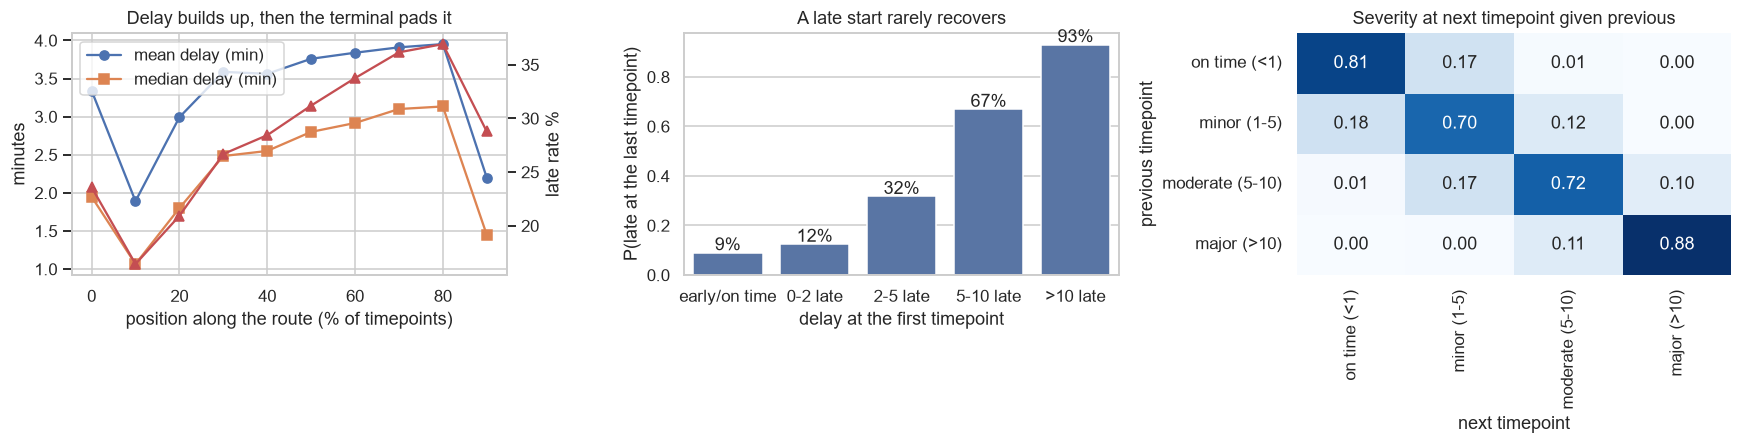 Delay builds up, then the terminal pads it
mean delay (min)
median delay (min)
4.0
3.5
3.0
2.5
2.0
1.5
1.0
minutes
35
30
25
20
late rate %
0 20 40 60 80
position along the route (% of timepoints)
A late start rarely recovers
P(late at the last timepoint)
0.8
0.6
0.4
0.2
0.0
9%
12%
32%
67%
93%
early/on time 0-2 late 2-5 late 5-10 late >10 late
delay at the first timepoint
Severity at next timepoint given previous
previous timepoint
on time (<1) 0.81 0.17 0.01 0.00
minor (1-5) 0.18 0.70 0.12 0.00
moderate (5-10) 0.01 0.17 0.72 0.10
major (>10) 0.00 0.00 0.11 0.88
on time (<1)
minor (1-5)
moderate (5-10)
major (>10)
next timepoint